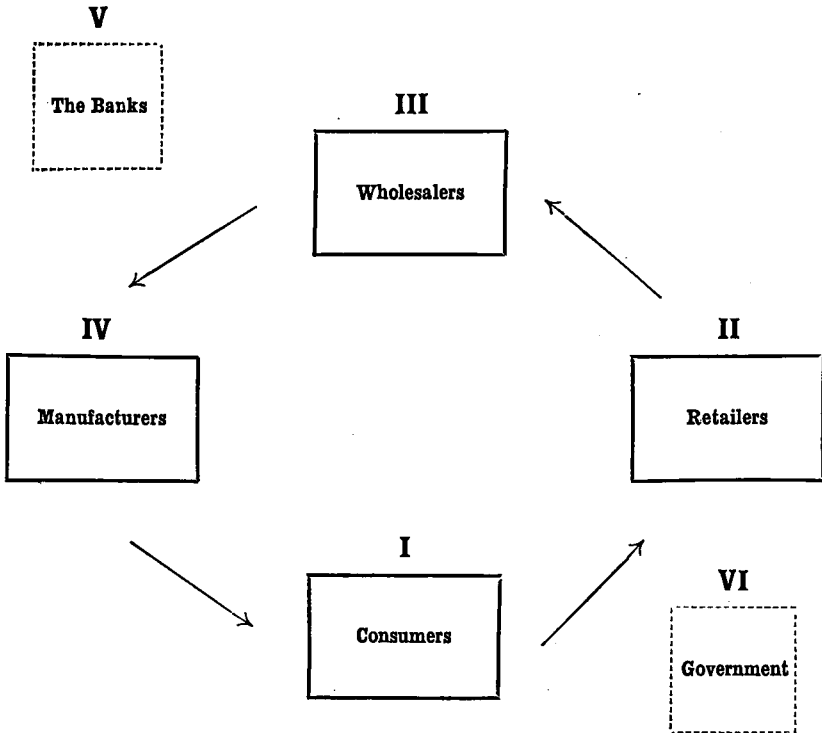 V
The Banks
III
Wholesalers
IV
Manufacturers
II
Retailers
I
Consumers
VI
Government